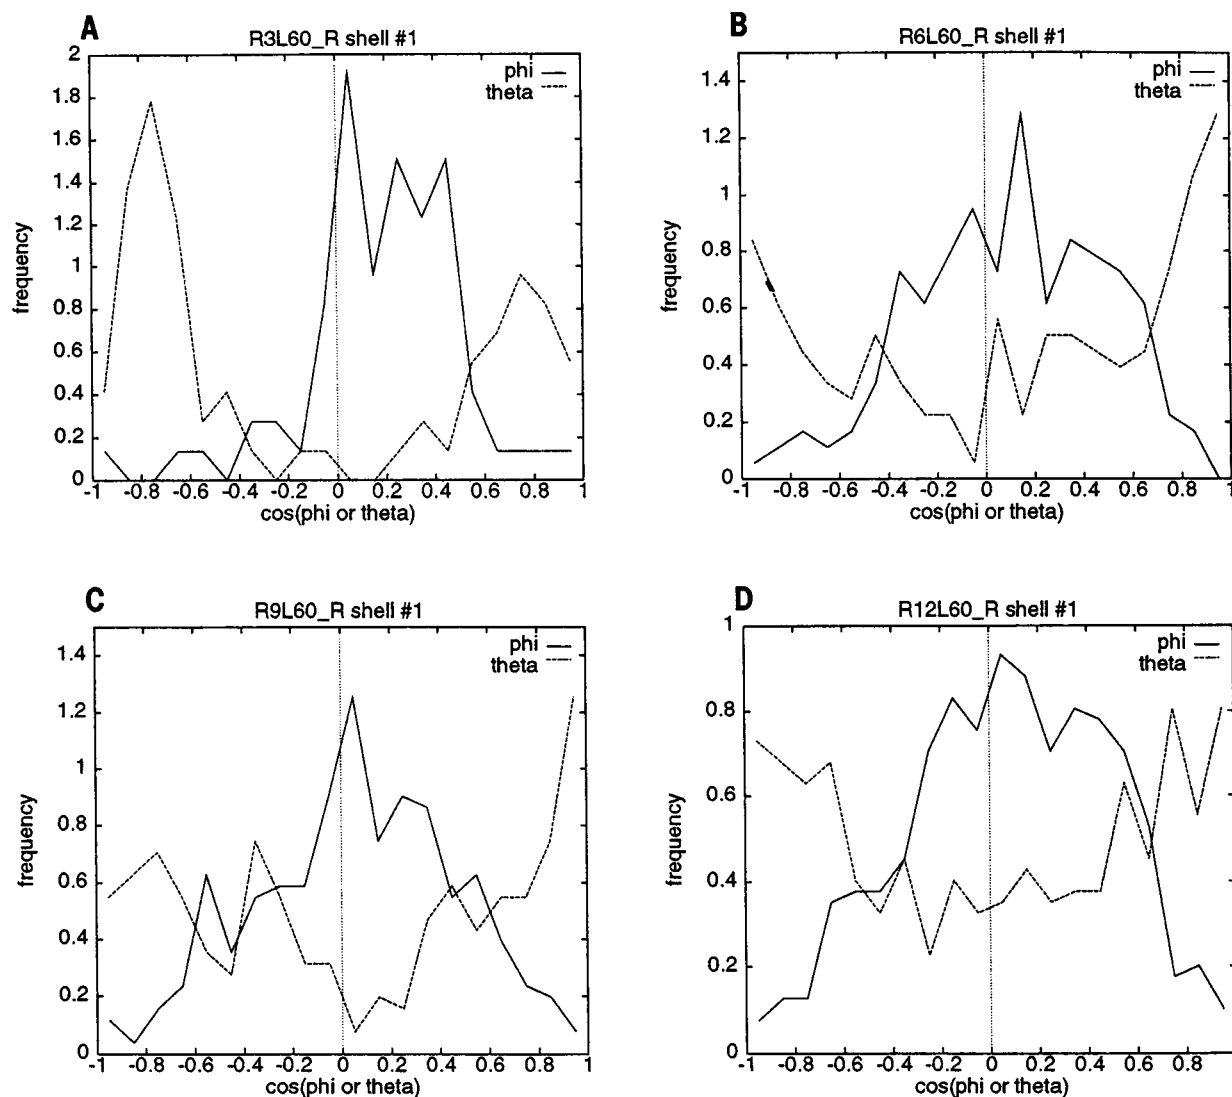 A
R3L60_R shell #1
phi
theta
2
1.8
1.6
1.4
1.2
1
0.8
0.6
0.4
0.2
0
frequency
-1 -0.8 -0.6 -0.4 -0.2 0 0.2 0.4 0.6 0.8 1
cos(phi or theta)
B
R6L60_R shell #1
phi
theta
1.4
1.2
1
0.8
0.6
0.4
0.2
0
frequency
-1 -0.8 -0.6 -0.4 -0.2 0 0.2 0.4 0.6 0.8 1
cos(phi or theta)
C
R9L60_R shell #1
phi
theta
1.4
1.2
1
0.8
0.6
0.4
0.2
0
frequency
-1 -0.8 -0.6 -0.4 -0.2 0 0.2 0.4 0.6 0.8 1
cos(phi or theta)
D
R12L60_R shell #1
phi
theta
1
0.8
0.6
0.4
0.2
0
frequency
-1 -0.8 -0.6 -0.4 -0.2 0 0.2 0.4 0.6 0.8
cos(phi or theta)